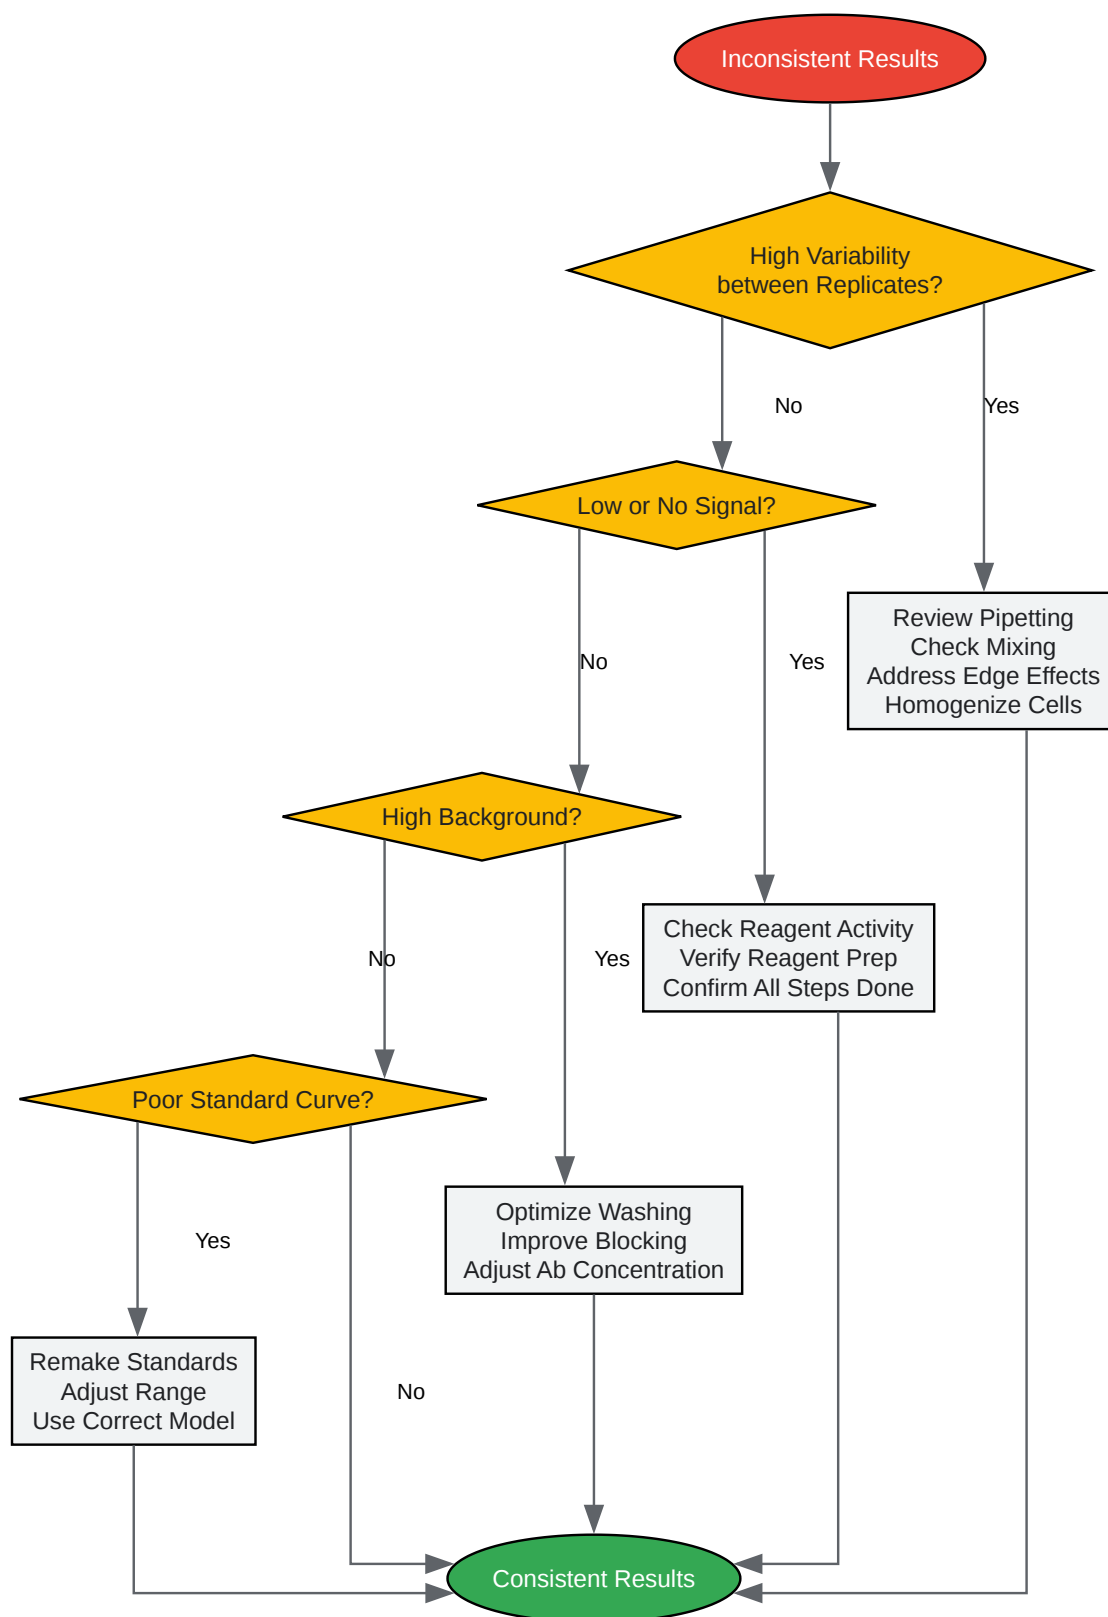 Inconsistent Results
High Variability
between Replicates?
No
Yes
Low or No Signal?
Review Pipetting
Check Mixing
Address Edge Effects
Homogenize Cells
No
Yes
High Background?
Check Reagent Activity
Verify Reagent Prep
Confirm All Steps Done
No
Yes
Poor Standard Curve?
Optimize Washing
Improve Blocking
Adjust Ab Concentration
Yes
Remake Standards
Adjust Range
Use Correct Model
No
Consistent Results